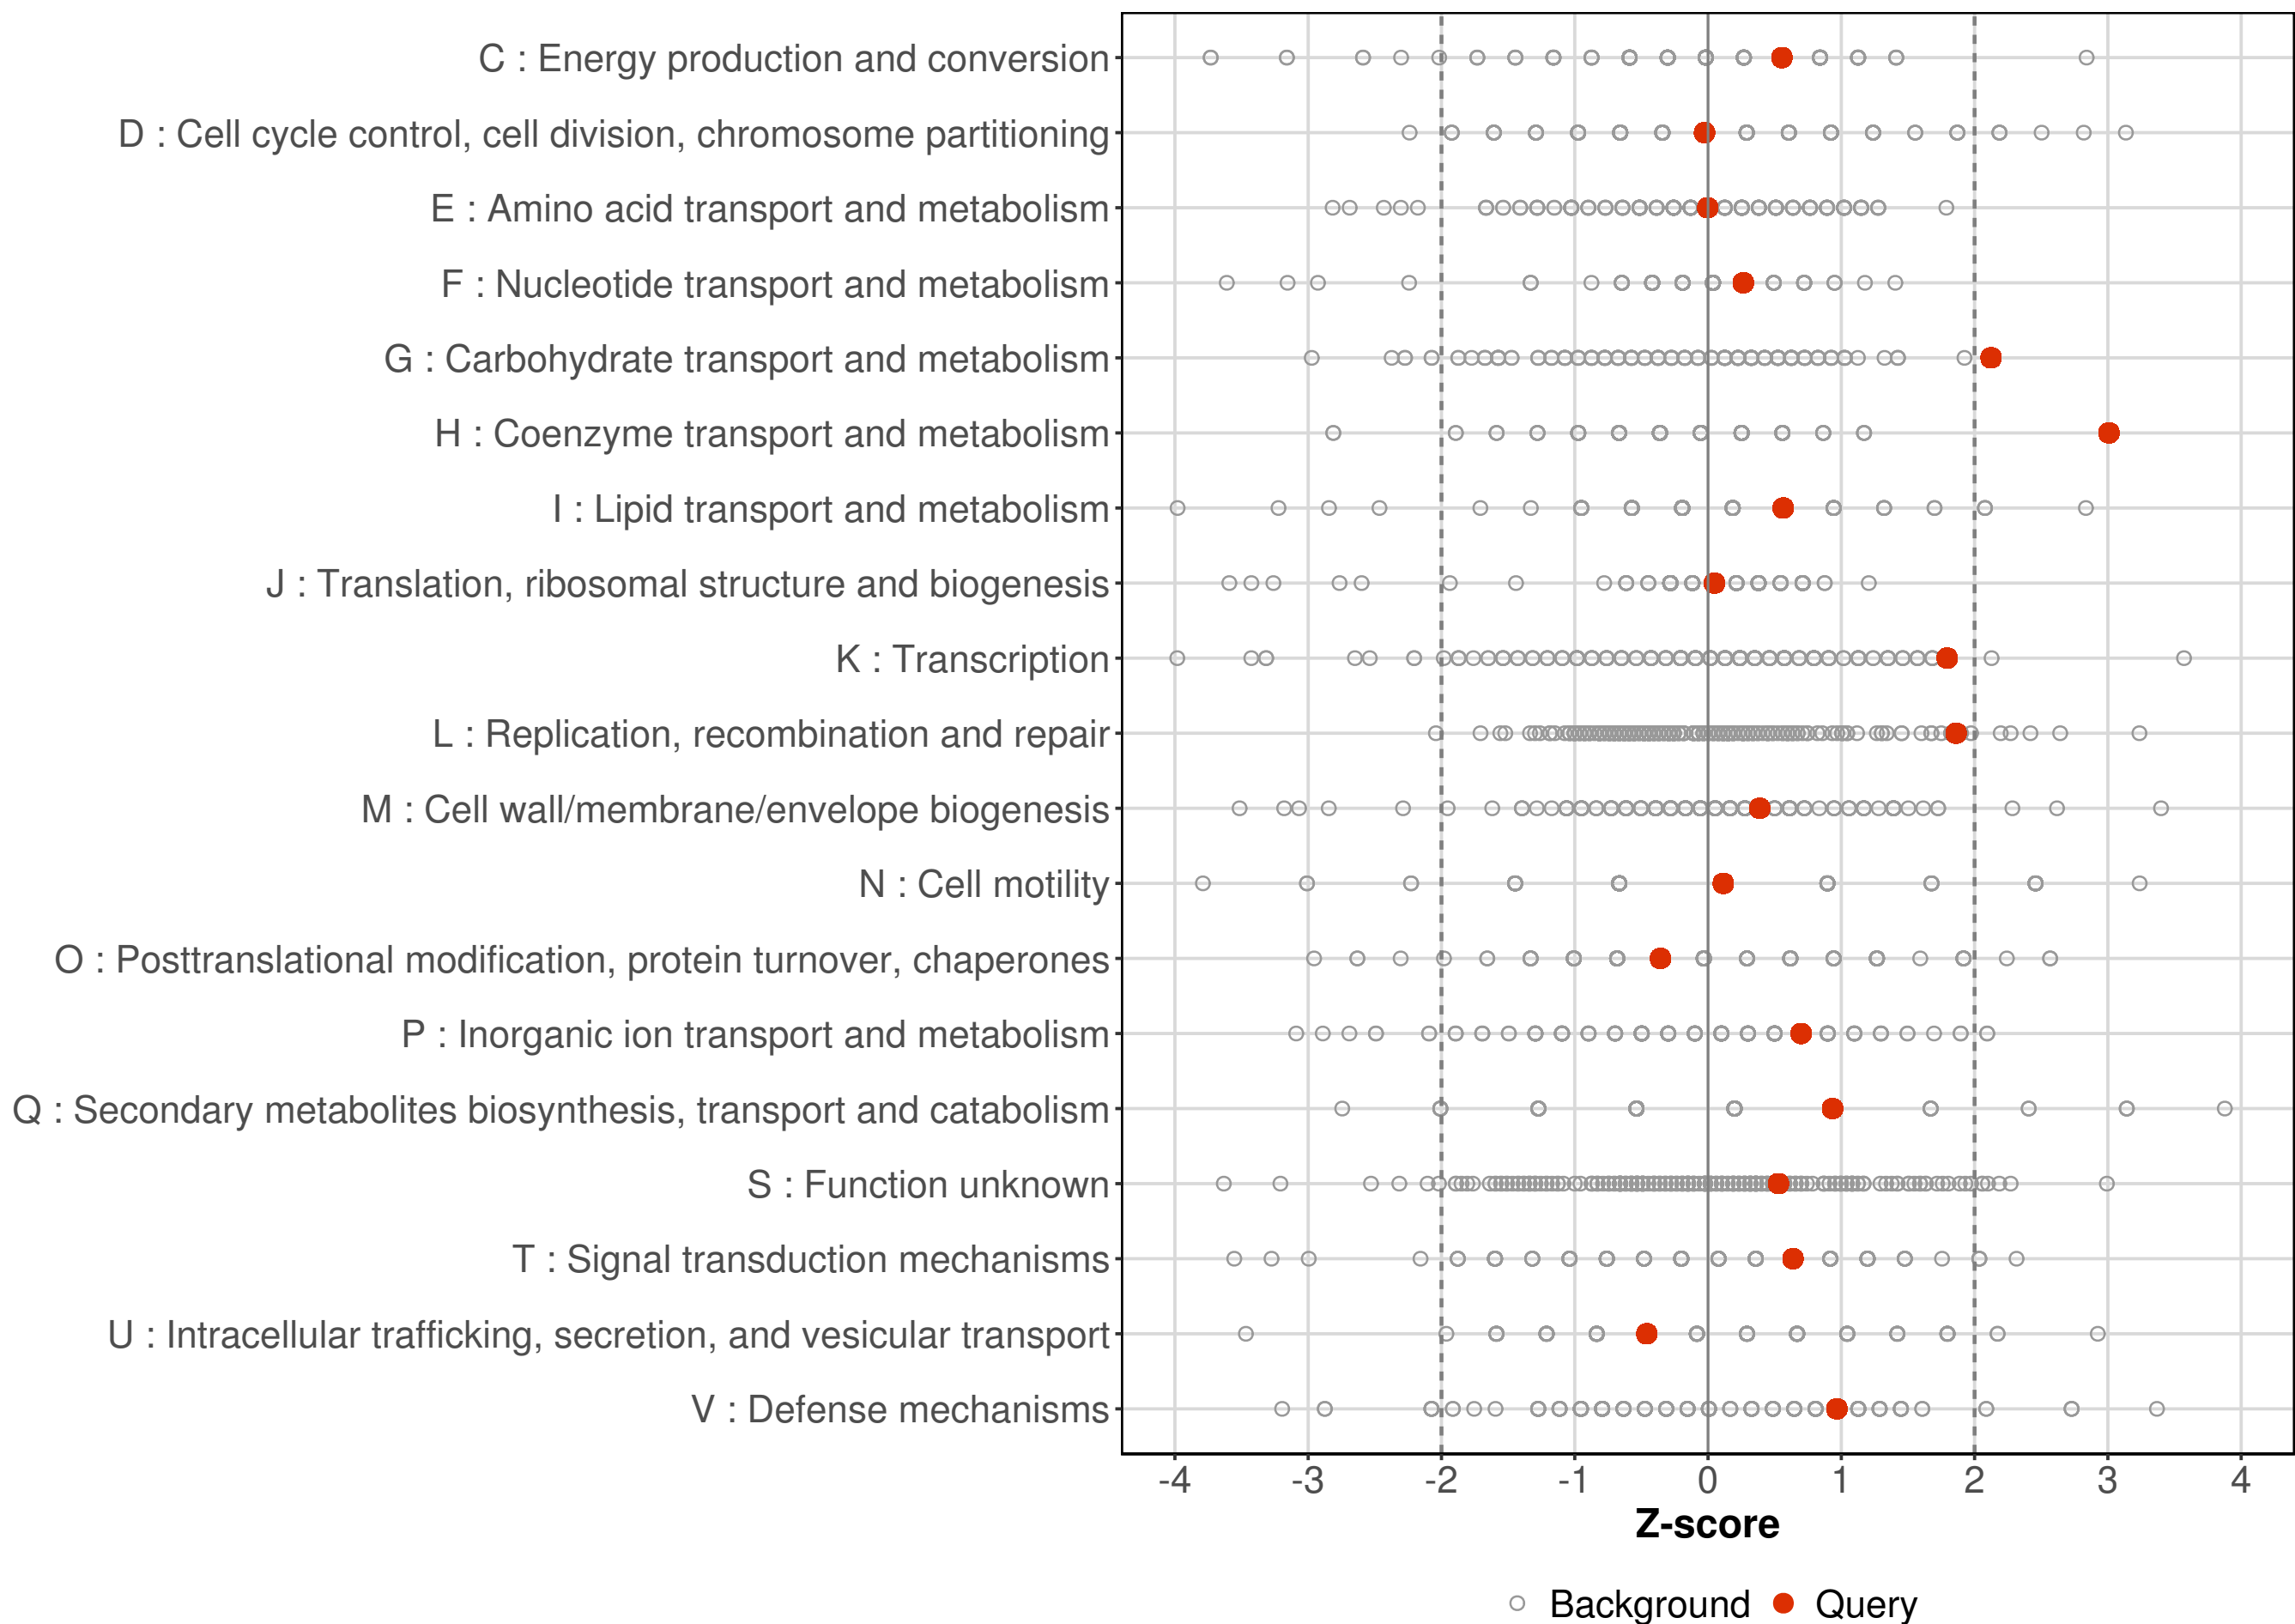 C : Energy production and conversion
D : Cell cycle control, cell division, chromosome partitioning
E : Amino acid transport and metabolism
F : Nucleotide transport and metabolism
G : Carbohydrate transport and metabolism
H : Coenzyme transport and metabolism
I : Lipid transport and metabolism
J : Translation, ribosomal structure and biogenesis
K : Transcription
L : Replication, recombination and repair
M : Cell wall/membrane/envelope biogenesis
N : Cell motility
O : Posttranslational modification, protein turnover, chaperones
P : Inorganic ion transport and metabolism
Q : Secondary metabolites biosynthesis, transport and catabolism
S : Function unknown
T : Signal transduction mechanisms
U : Intracellular trafficking, secretion, and vesicular transport
V : Defense mechanisms
-4 -3 -2 -1 0 1 2 3 4
Z-score
Background Query